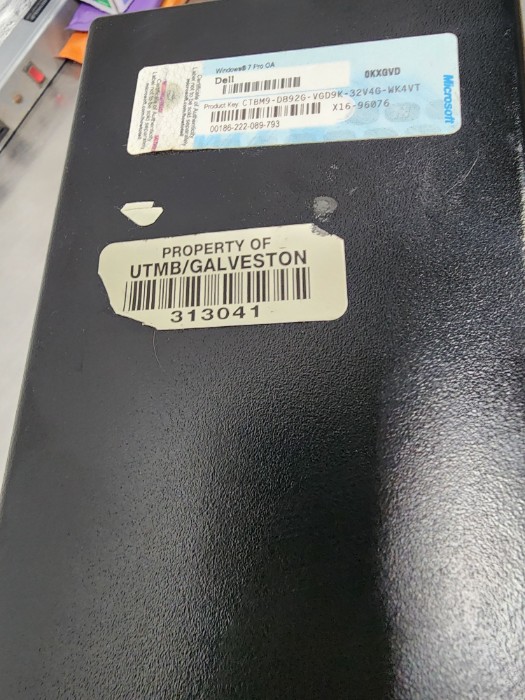 Windows® 7 Pro OA
Dell
0KXGVD
Product Key: CTBM9-DB92G-VGD9K-32V4G-WK4VT
X16-96076
00186-222-089-793
Microsoft
PROPERTY OF
UTMB/GALVESTON
313041